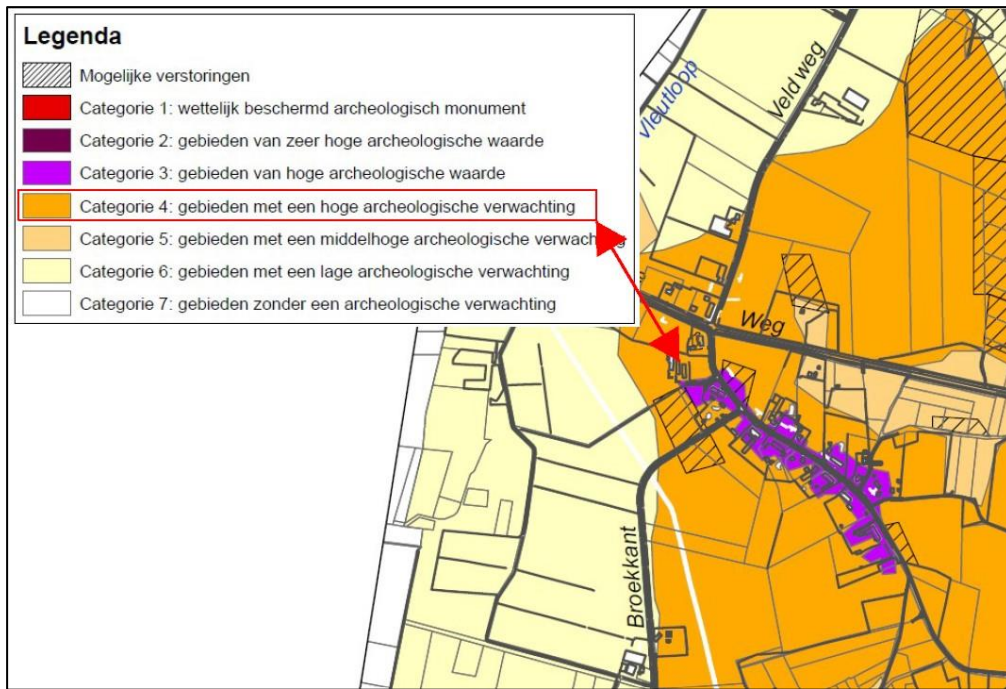 Legenda
Mogelijke verstoringen
Categorie 1: wettelijk beschermd archeologisch monument
Categorie 2: gebieden van zeer hoge archeologische waarde
Categorie 3: gebieden van hoge archeologische waarde
Categorie 4: gebieden met een hoge archeologische verwachting
Categorie 5: gebieden met een middelhoge archeologische verwachting
Categorie 6: gebieden met een lage archeologische verwachting
Categorie 7: gebieden zonder een archeologische verwachting
Vleutloop
Veldweg
Weg
Broekkant